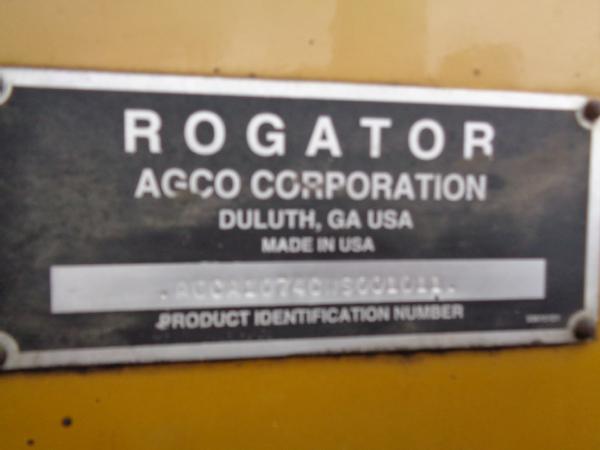 ROGATOR
AGCO CORPORATION
DULUTH, GA USA
MADE IN USA
PRODUCT IDENTIFICATION NUMBER